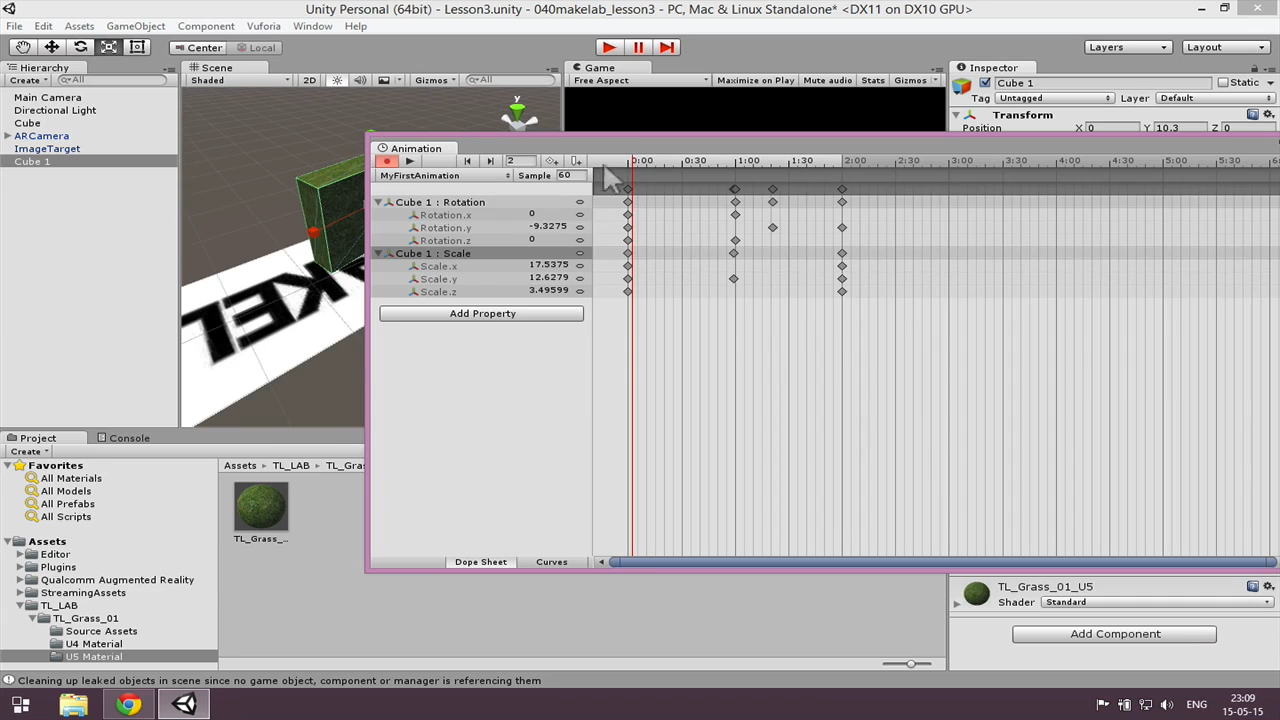 Unity Personal (64bit) - Lesson3.unity - 040makelab_lesson3 - PC, Mac & Linux Standalone* <DX11 on DX10 GPU>
File Edit Assets GameObject Component Vuforia Window Help
Center Local Layers Layout
Hierarchy
Create All
Main Camera
Directional Light
Cube
ARCamera
ImageTarget
Cube 1
Scene
Shaded 2D Gizmos All
Game
Free Aspect Maximize on Play Mute audio Stats Gizmos
Inspector
Cube 1 Static
Tag Untagged Layer Default
Transform
Position X 0 Y 10.3 Z 0
Animation
2 0:00 0:30 1:00 1:30 2:00 2:30 3:00 3:30 4:00 4:30 5:00 5:30
MyFirstAnimation Sample 60
Cube 1 : Rotation
Rotation.x 0
Rotation.y -9.3275
Rotation.z 0
Cube 1 : Scale
Scale.x 17.5375
Scale.y 12.6279
Scale.z 3.49599
Add Property
Dope Sheet Curves
y
KEL
Project Console
Create
Favorites
All Materials
All Models
All Prefabs
All Scripts
Assets
Editor
Plugins
Qualcomm Augmented Reality
StreamingAssets
TL_LAB
TL_Grass_01
Source Assets
U4 Material
U5 Material
Assets TL_LAB TL_Gra
TL_Grass_...
TL_Grass_01_U5
Shader Standard
Add Component
Cleaning up leaked objects in scene since no game object, component or manager is referencing them
ENG
23:09
15-05-15